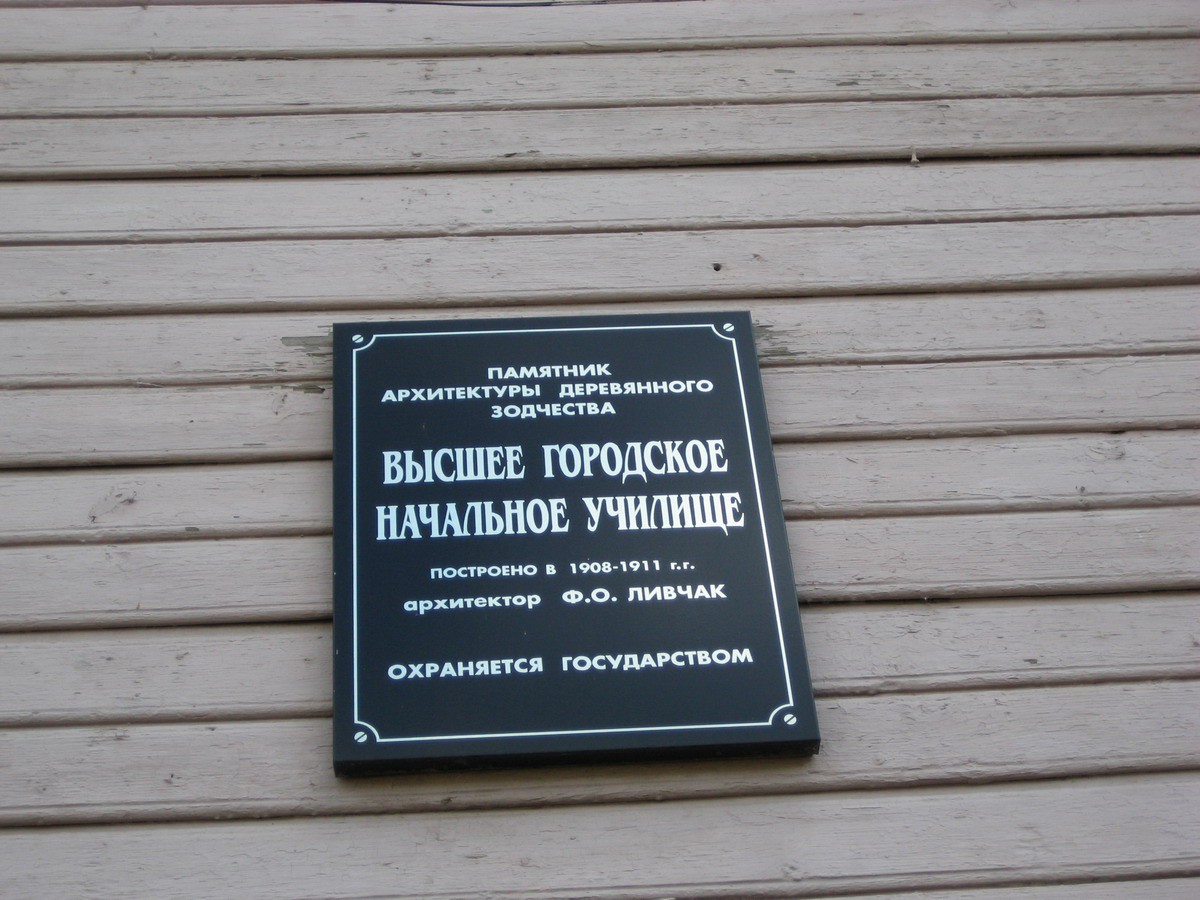 ПАМЯТНИК
АРХИТЕКТУРЫ ДЕРЕВЯННОГО
ЗОДЧЕСТВА
ВЫСШЕЕ ГОРОДСКОЕ
НАЧАЛЬНОЕ УЧИЛИЩЕ
ПОСТРОЕНО В 1908-1911 г.г.
архитектор Ф.О. ЛИВЧАК
ОХРАНЯЕТСЯ ГОСУДАРСТВОМ